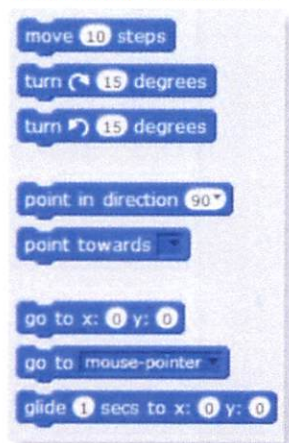 move 10 steps
turn 15 degrees
turn 15 degrees
point in direction 90
point towards
go to x: 0 y: 0
go to mouse-pointer
glide 1 secs to x: 0 y: 0